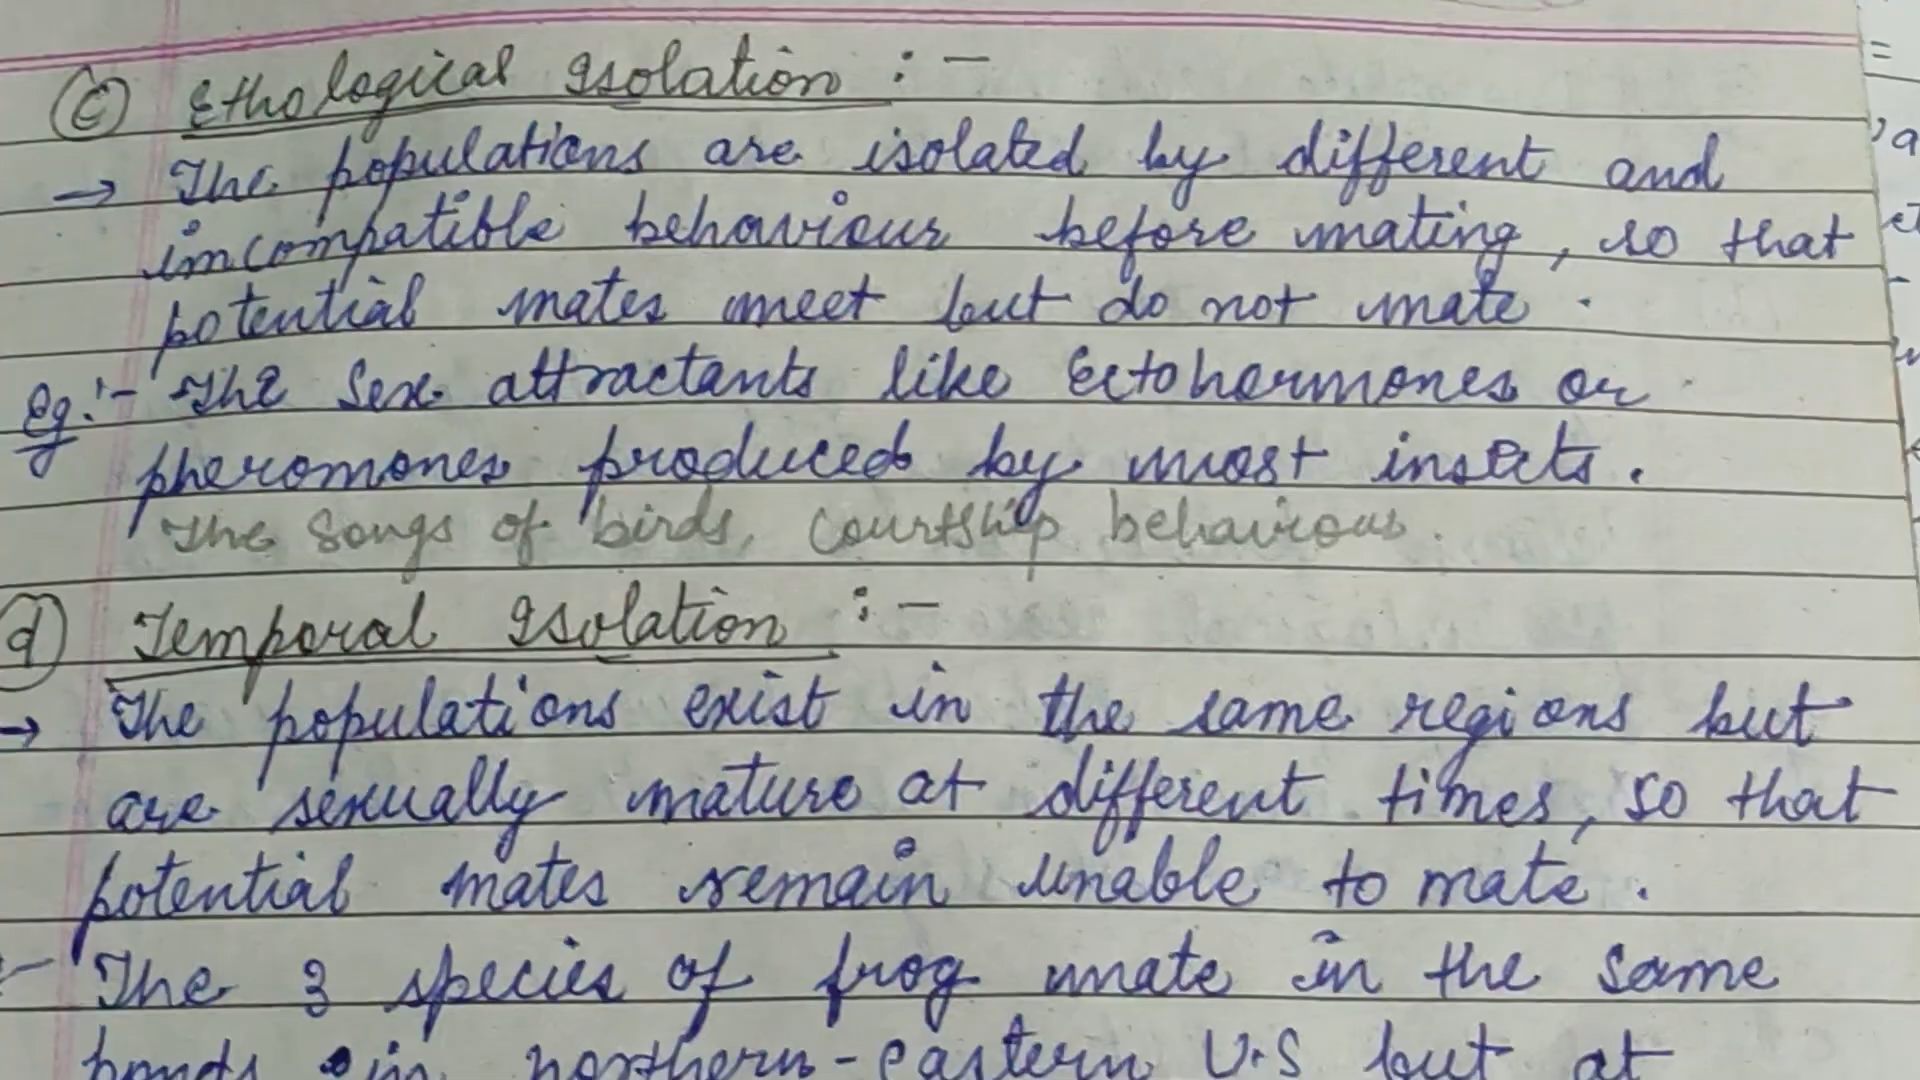 (c) Ethological Isolation :-
→ The populations are isolated by different and
incompatible behaviour before mating, so that
potential mates meet but do not mate.
Eg:- The Sex attractants like Ectohormones or
pheromones produced by most insects.
The songs of birds, courtship behaviour.
(d) Temporal Isolation :-
→ The populations exist in the same regions but
are sexually mature at different times, so that
potential mates remain unable to mate.
:- The 3 species of frog mate in the same
ponds in northern-eastern U.S but at